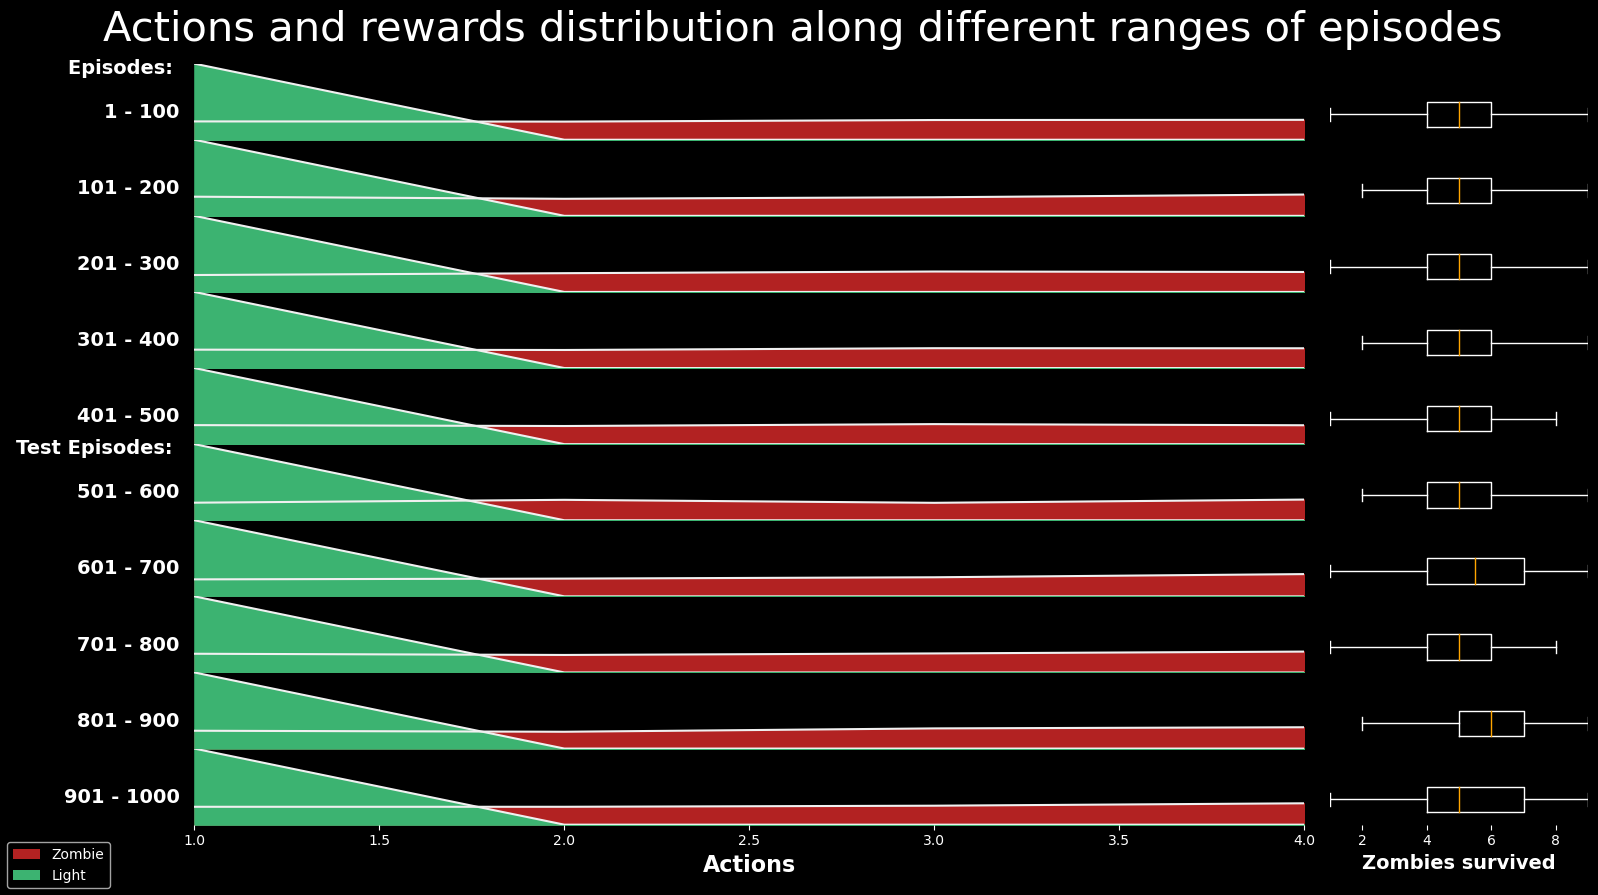 Actions and rewards distribution along different ranges of episodes
Episodes:
1 - 100
101 - 200
201 - 300
301 - 400
401 - 500
Test Episodes:
501 - 600
601 - 700
701 - 800
801 - 900
901 - 1000
1.0 1.5 2.0 2.5 3.0 3.5 4.0
Actions
2 4 6 8
Zombies survived
Zombie
Light